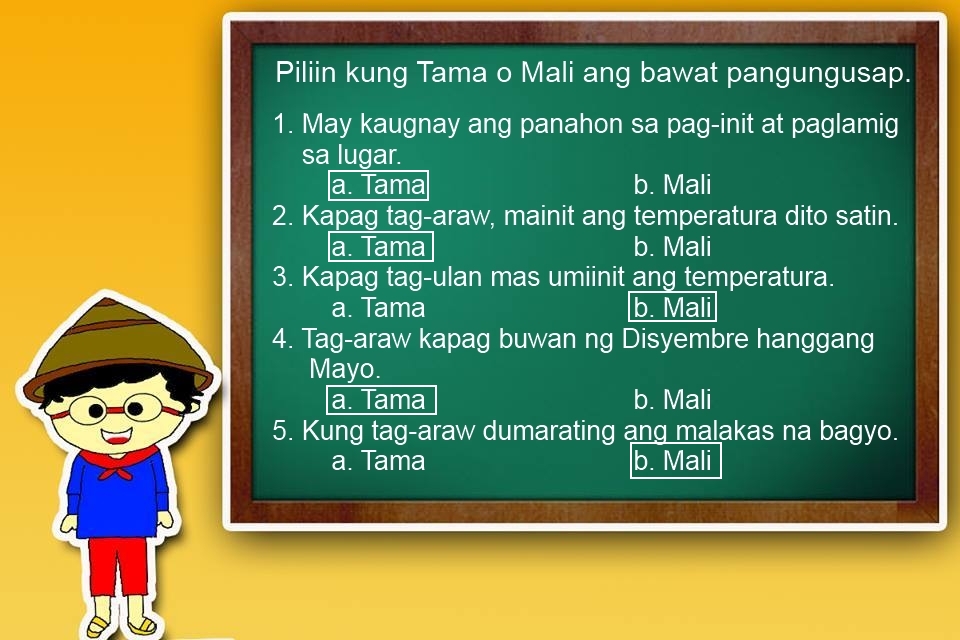 Piliin kung Tama o Mali ang bawat pangungusap.
1. May kaugnay ang panahon sa pag-init at paglamig
sa lugar.
a. Tama b. Mali
2. Kapag tag-araw, mainit ang temperatura dito satin.
a. Tama b. Mali
3. Kapag tag-ulan mas umiinit ang temperatura.
a. Tama b. Mali
4. Tag-araw kapag buwan ng Disyembre hanggang
Mayo.
a. Tama b. Mali
5. Kung tag-araw dumarating ang malakas na bagyo.
a. Tama b. Mali